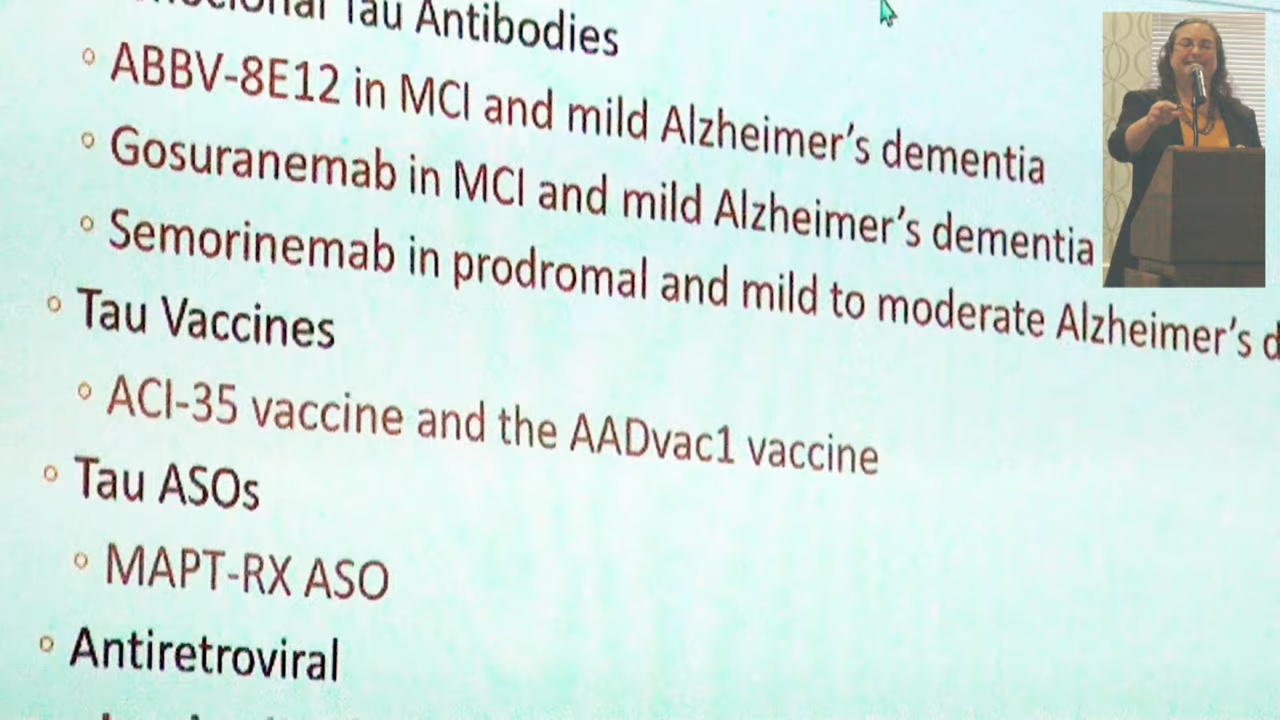 Tau Antibodies
ABBV-8E12 in MCI and mild Alzheimer's dementia
Gosuranemab in MCI and mild Alzheimer's dementia
Semorinemab in prodromal and mild to moderate Alzheimer's d
Tau Vaccines
ACI-35 vaccine and the AADvac1 vaccine
Tau ASOs
MAPT-RX ASO
Antiretroviral